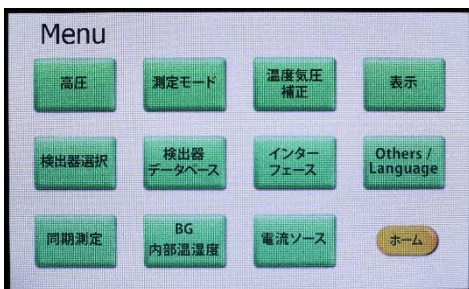 Menu
高圧
測定モード
温度気圧
補正
表示
検出器選択
検出器
データベース
インター
フェース
Others /
Language
同期測定
BG
内部温湿度
電流ソース
ホーム